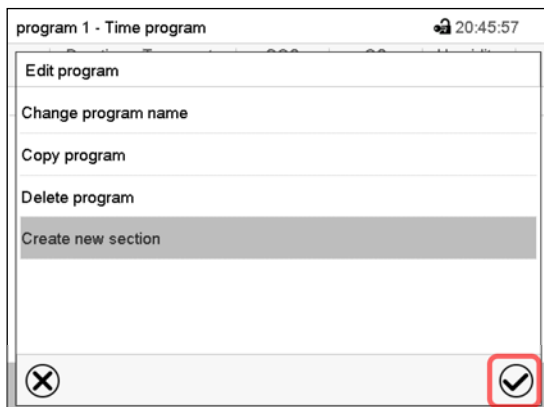 program 1 - Time program 20:45:57
Edit program
Change program name
Copy program
Delete program
Create new section